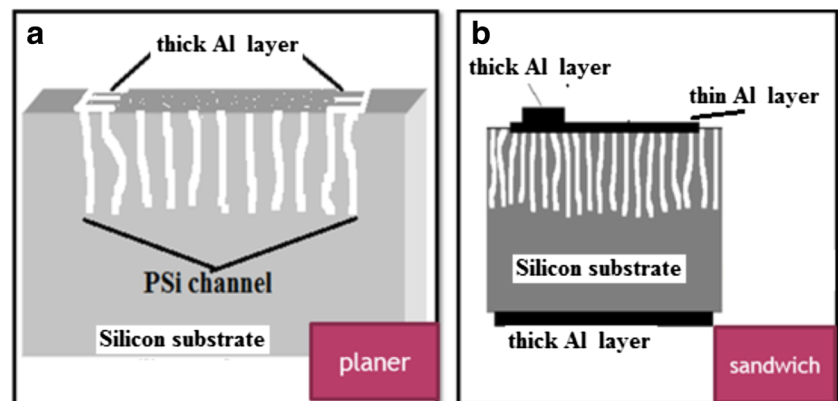 a
thick Al layer
PSi channel
Silicon substrate
planer
b
thick Al layer
thin Al layer
Silicon substrate
thick Al layer
sandwich